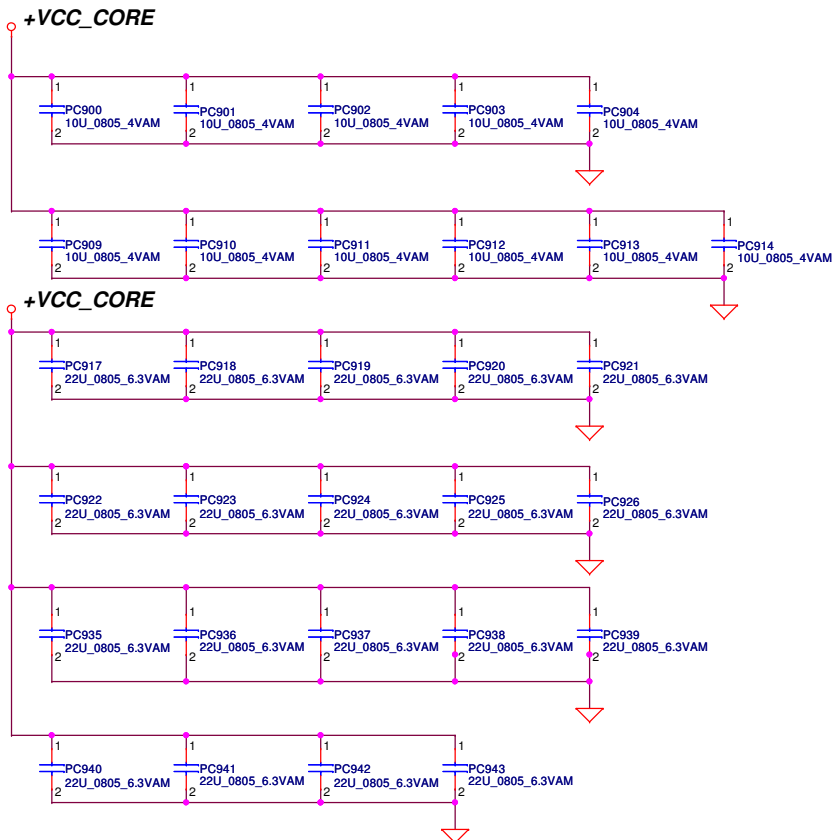 +VCC_CORE
1 1 1 1 1
PC900 PC901 PC902 PC903 PC904
10U_0805_4VAM 10U_0805_4VAM 10U_0805_4VAM 10U_0805_4VAM 10U_0805_4VAM
2 2 2 2 2
1 1 1 1 1 1
PC909 PC910 PC911 PC912 PC913 PC914
10U_0805_4VAM 10U_0805_4VAM 10U_0805_4VAM 10U_0805_4VAM 10U_0805_4VAM 10U_0805_4VAM
2 2 2 2 2 2
+VCC_CORE
1 1 1 1 1
PC917 PC918 PC919 PC920 PC921
22U_0805_6.3VAM 22U_0805_6.3VAM 22U_0805_6.3VAM 22U_0805_6.3VAM 22U_0805_6.3VAM
2 2 2 2 2
1 1 1 1 1
PC922 PC923 PC924 PC925 PC926
22U_0805_6.3VAM 22U_0805_6.3VAM 22U_0805_6.3VAM 22U_0805_6.3VAM 22U_0805_6.3VAM
2 2 2 2 2
1 1 1 1 1
PC935 PC936 PC937 PC938 PC939
22U_0805_6.3VAM 22U_0805_6.3VAM 22U_0805_6.3VAM 22U_0805_6.3VAM 22U_0805_6.3VAM
2 2 2 2 2
1 1 1 1
PC940 PC941 PC942 PC943
22U_0805_6.3VAM 22U_0805_6.3VAM 22U_0805_6.3VAM 22U_0805_6.3VAM
2 2 2 2